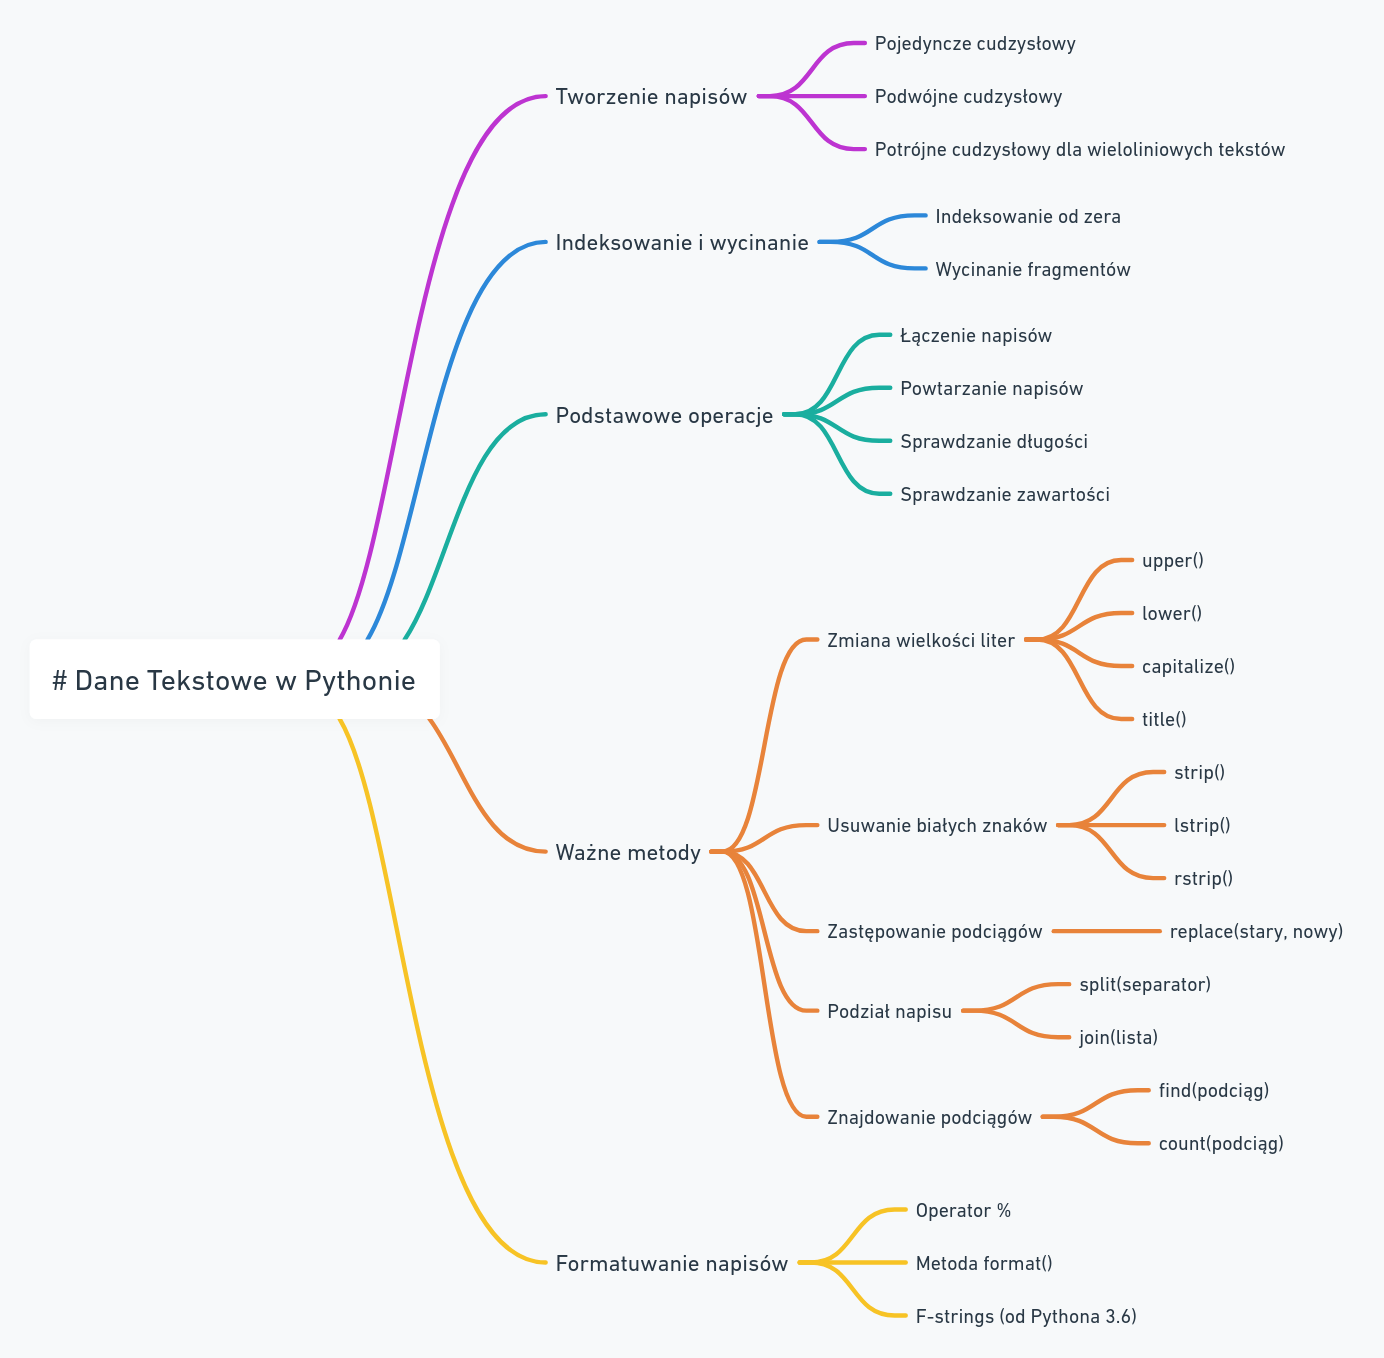 # Dane Tekstowe w Pythonie
Tworzenie napisów
Pojedyncze cudzysłowy
Podwójne cudzysłowy
Potrójne cudzysłowy dla wieloliniowych tekstów
Indeksowanie i wycinanie
Indeksowanie od zera
Wycinanie fragmentów
Podstawowe operacje
Łączenie napisów
Powtarzanie napisów
Sprawdzanie długości
Sprawdzanie zawartości
Ważne metody
Zmiana wielkości liter
upper()
lower()
capitalize()
title()
Usuwanie białych znaków
strip()
lstrip()
rstrip()
Zastępowanie podciągów
replace(stary, nowy)
Podział napisu
split(separator)
join(lista)
Znajdowanie podciągów
find(podciąg)
count(podciąg)
Formatuwanie napisów
Operator %
Metoda format()
F-strings (od Pythona 3.6)